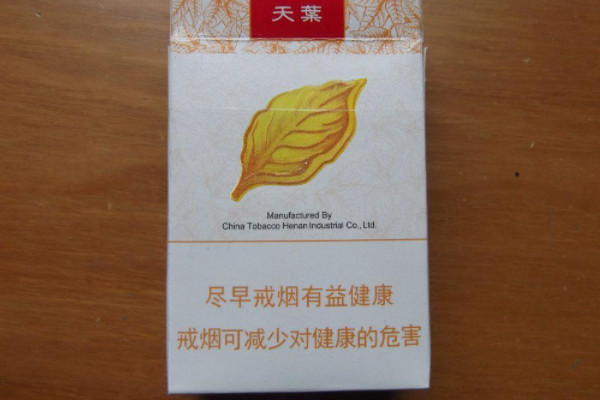 天葉
Manufactured By
China Tobacco Henan Industrial Co., Ltd.
尽早戒烟有益健康
戒烟可减少对健康的危害